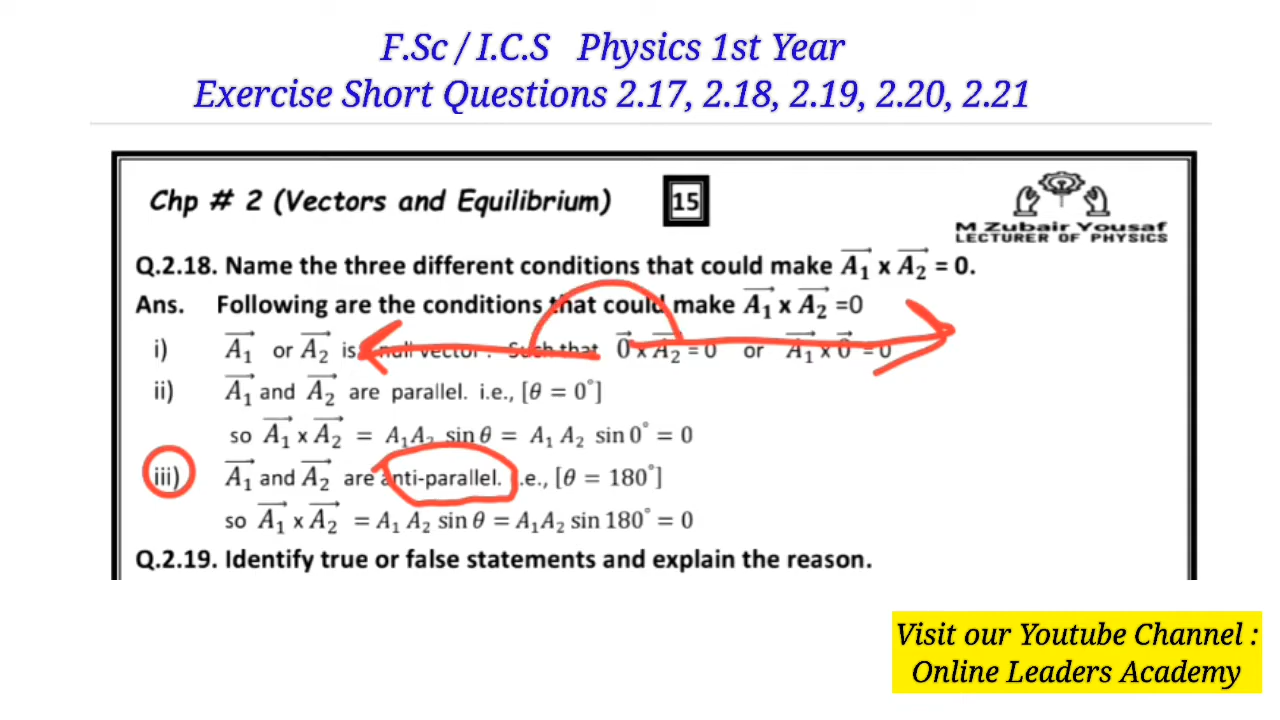 F.Sc / I.C.S Physics 1st Year
Exercise Short Questions 2.17, 2.18, 2.19, 2.20, 2.21
Chp # 2 (Vectors and Equilibrium)
15
M Zubair Yousaf
LECTURER OF PHYSICS
Q.2.18. Name the three different conditions that could make A₁⃗ x A₂⃗ = 0.
Ans. Following are the conditions that could make A₁⃗ x A₂⃗ =0
i) A₁⃗ or A₂⃗ is null vector. Such that 0⃗ x A₂⃗ = 0 or A₁⃗ x 0⃗ = 0
ii) A₁⃗ and A₂⃗ are parallel. i.e., [θ = 0°]
so A₁⃗ x A₂⃗ = A₁A₂ sin θ = A₁ A₂ sin 0° = 0
iii) A₁⃗ and A₂⃗ are anti-parallel. i.e., [θ = 180°]
so A₁⃗ x A₂⃗ = A₁ A₂ sin θ = A₁A₂ sin 180° = 0
Q.2.19. Identify true or false statements and explain the reason.
Visit our Youtube Channel :
Online Leaders Academy